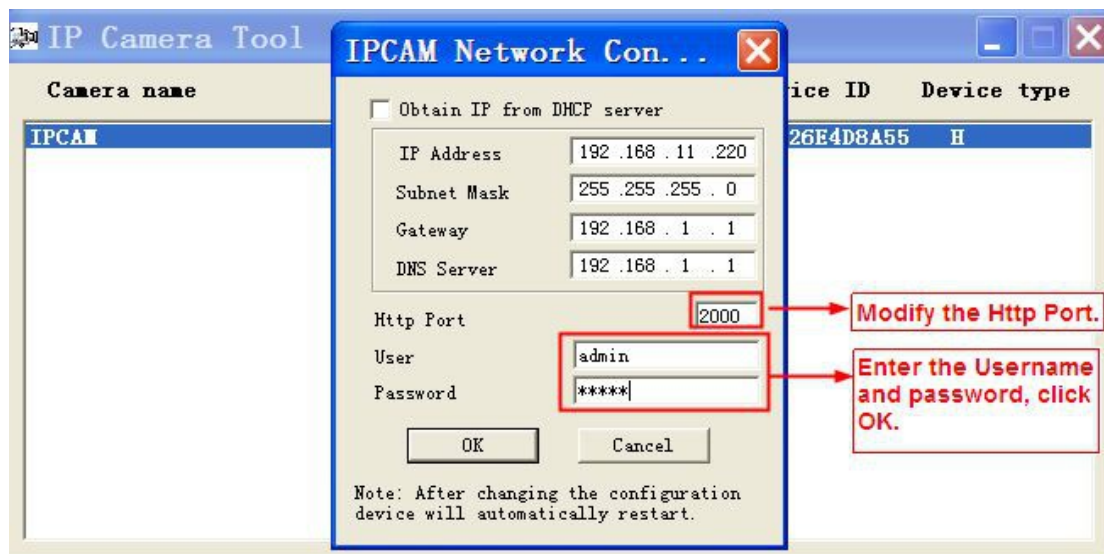 IP Camera Tool
IPCAM Network Con...
Camera name
ice ID
Device type
IPCAM
26E4D8A55
H
Obtain IP from DHCP server
IP Address
192 .168 . 11 .220
Subnet Mask
255 .255 .255 . 0
Gateway
192 .168 . 1 . 1
DNS Server
192 .168 . 1 . 1
Http Port
2000
Modify the Http Port.
User
admin
Password
*****
Enter the Username
and password, click
OK.
OK
Cancel
Note: After changing the configuration
device will automatically restart.